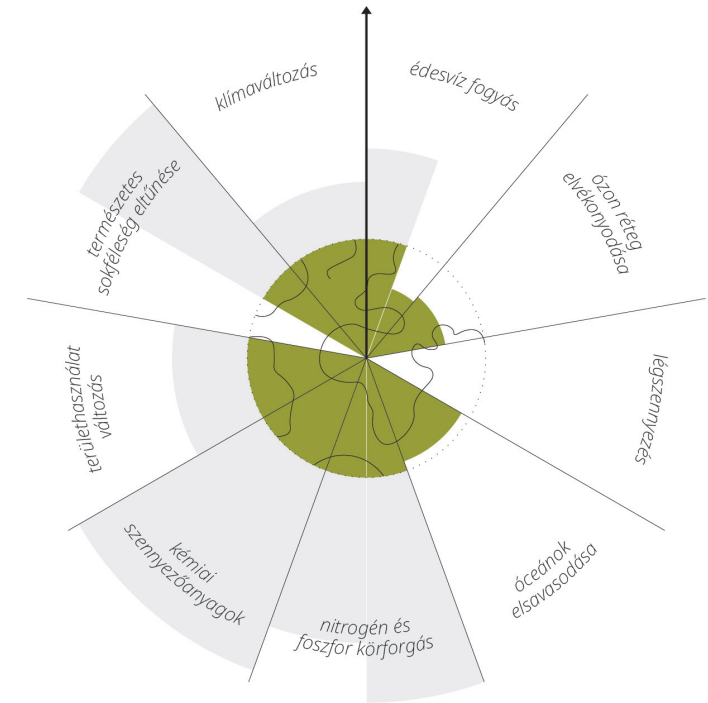 klímaváltozás
édesvíz fogyás
ózon réteg
elvékonyodása
légszennyezés
óceánok
elsavasodása
nitrogén és
foszfor körforgás
kémiai
szennyezőanyagok
területhasználat
változás
természetes
sokféleség eltűnése